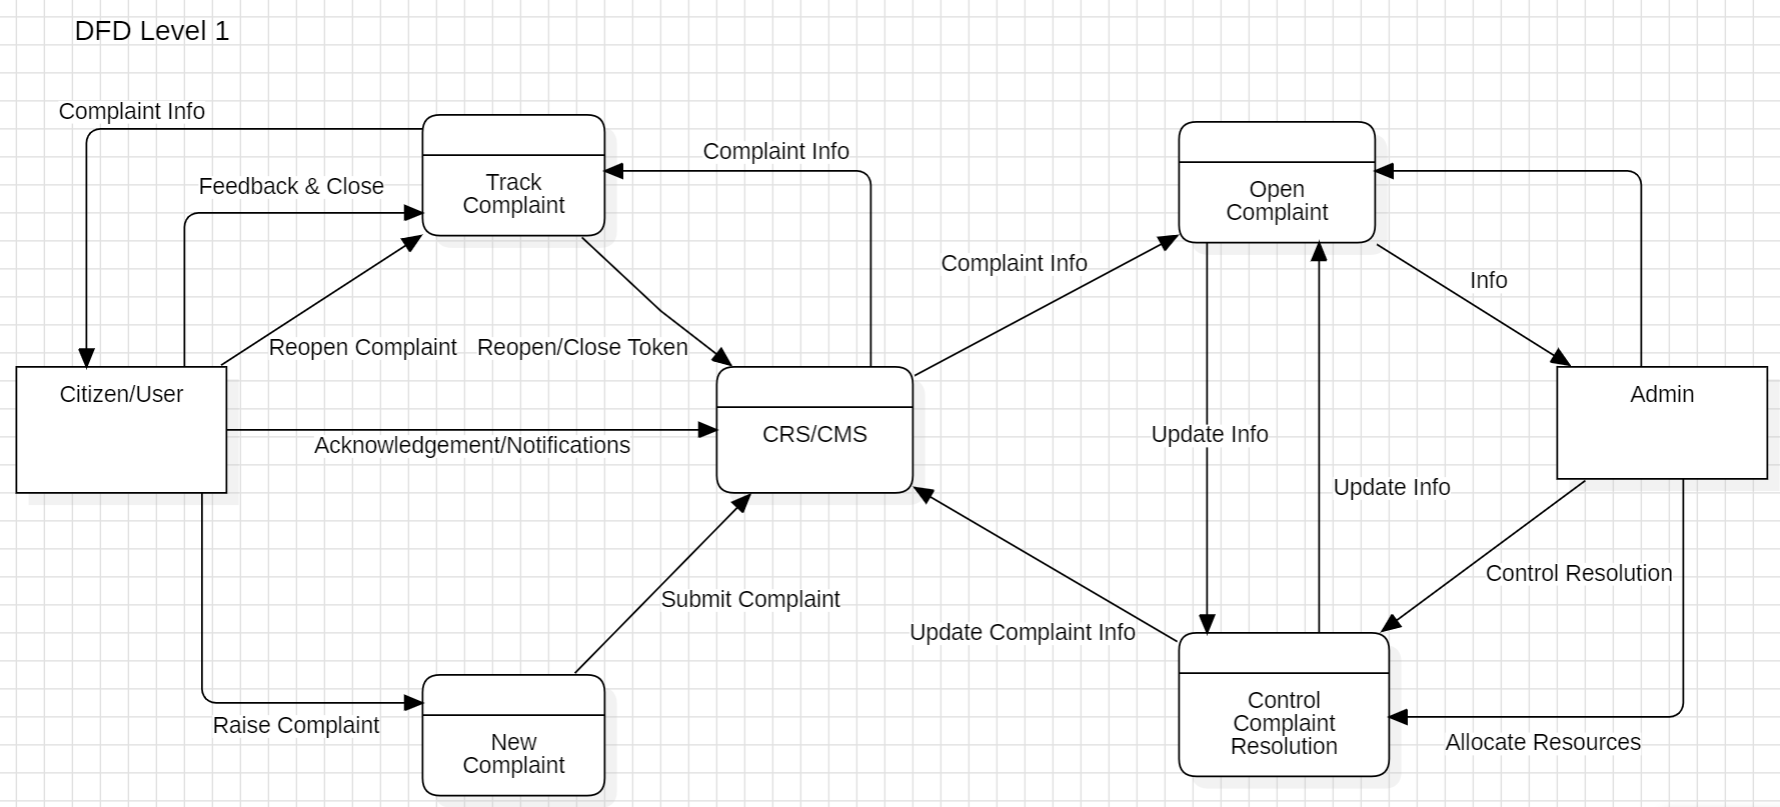 DFD Level 1
Complaint Info
Feedback & Close
Track
Complaint
Complaint Info
Open
Complaint
Complaint Info
Info
Reopen Complaint
Reopen/Close Token
Citizen/User
Acknowledgement/Notifications
CRS/CMS
Admin
Update Info
Update Info
Control Resolution
Submit Complaint
Update Complaint Info
Raise Complaint
New
Complaint
Control
Complaint
Resolution
Allocate Resources